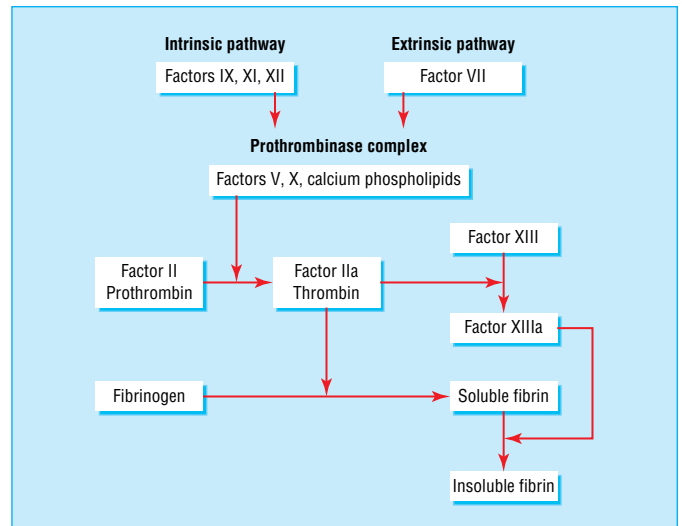 Intrinsic pathway
Extrinsic pathway
Factors IX, XI, XII
Factor VII
Prothrombinase complex
Factors V, X, calcium phospholipids
Factor XIII
Factor II
Prothrombin
Factor IIa
Thrombin
Factor XIIIa
Fibrinogen
Soluble fibrin
Insoluble fibrin